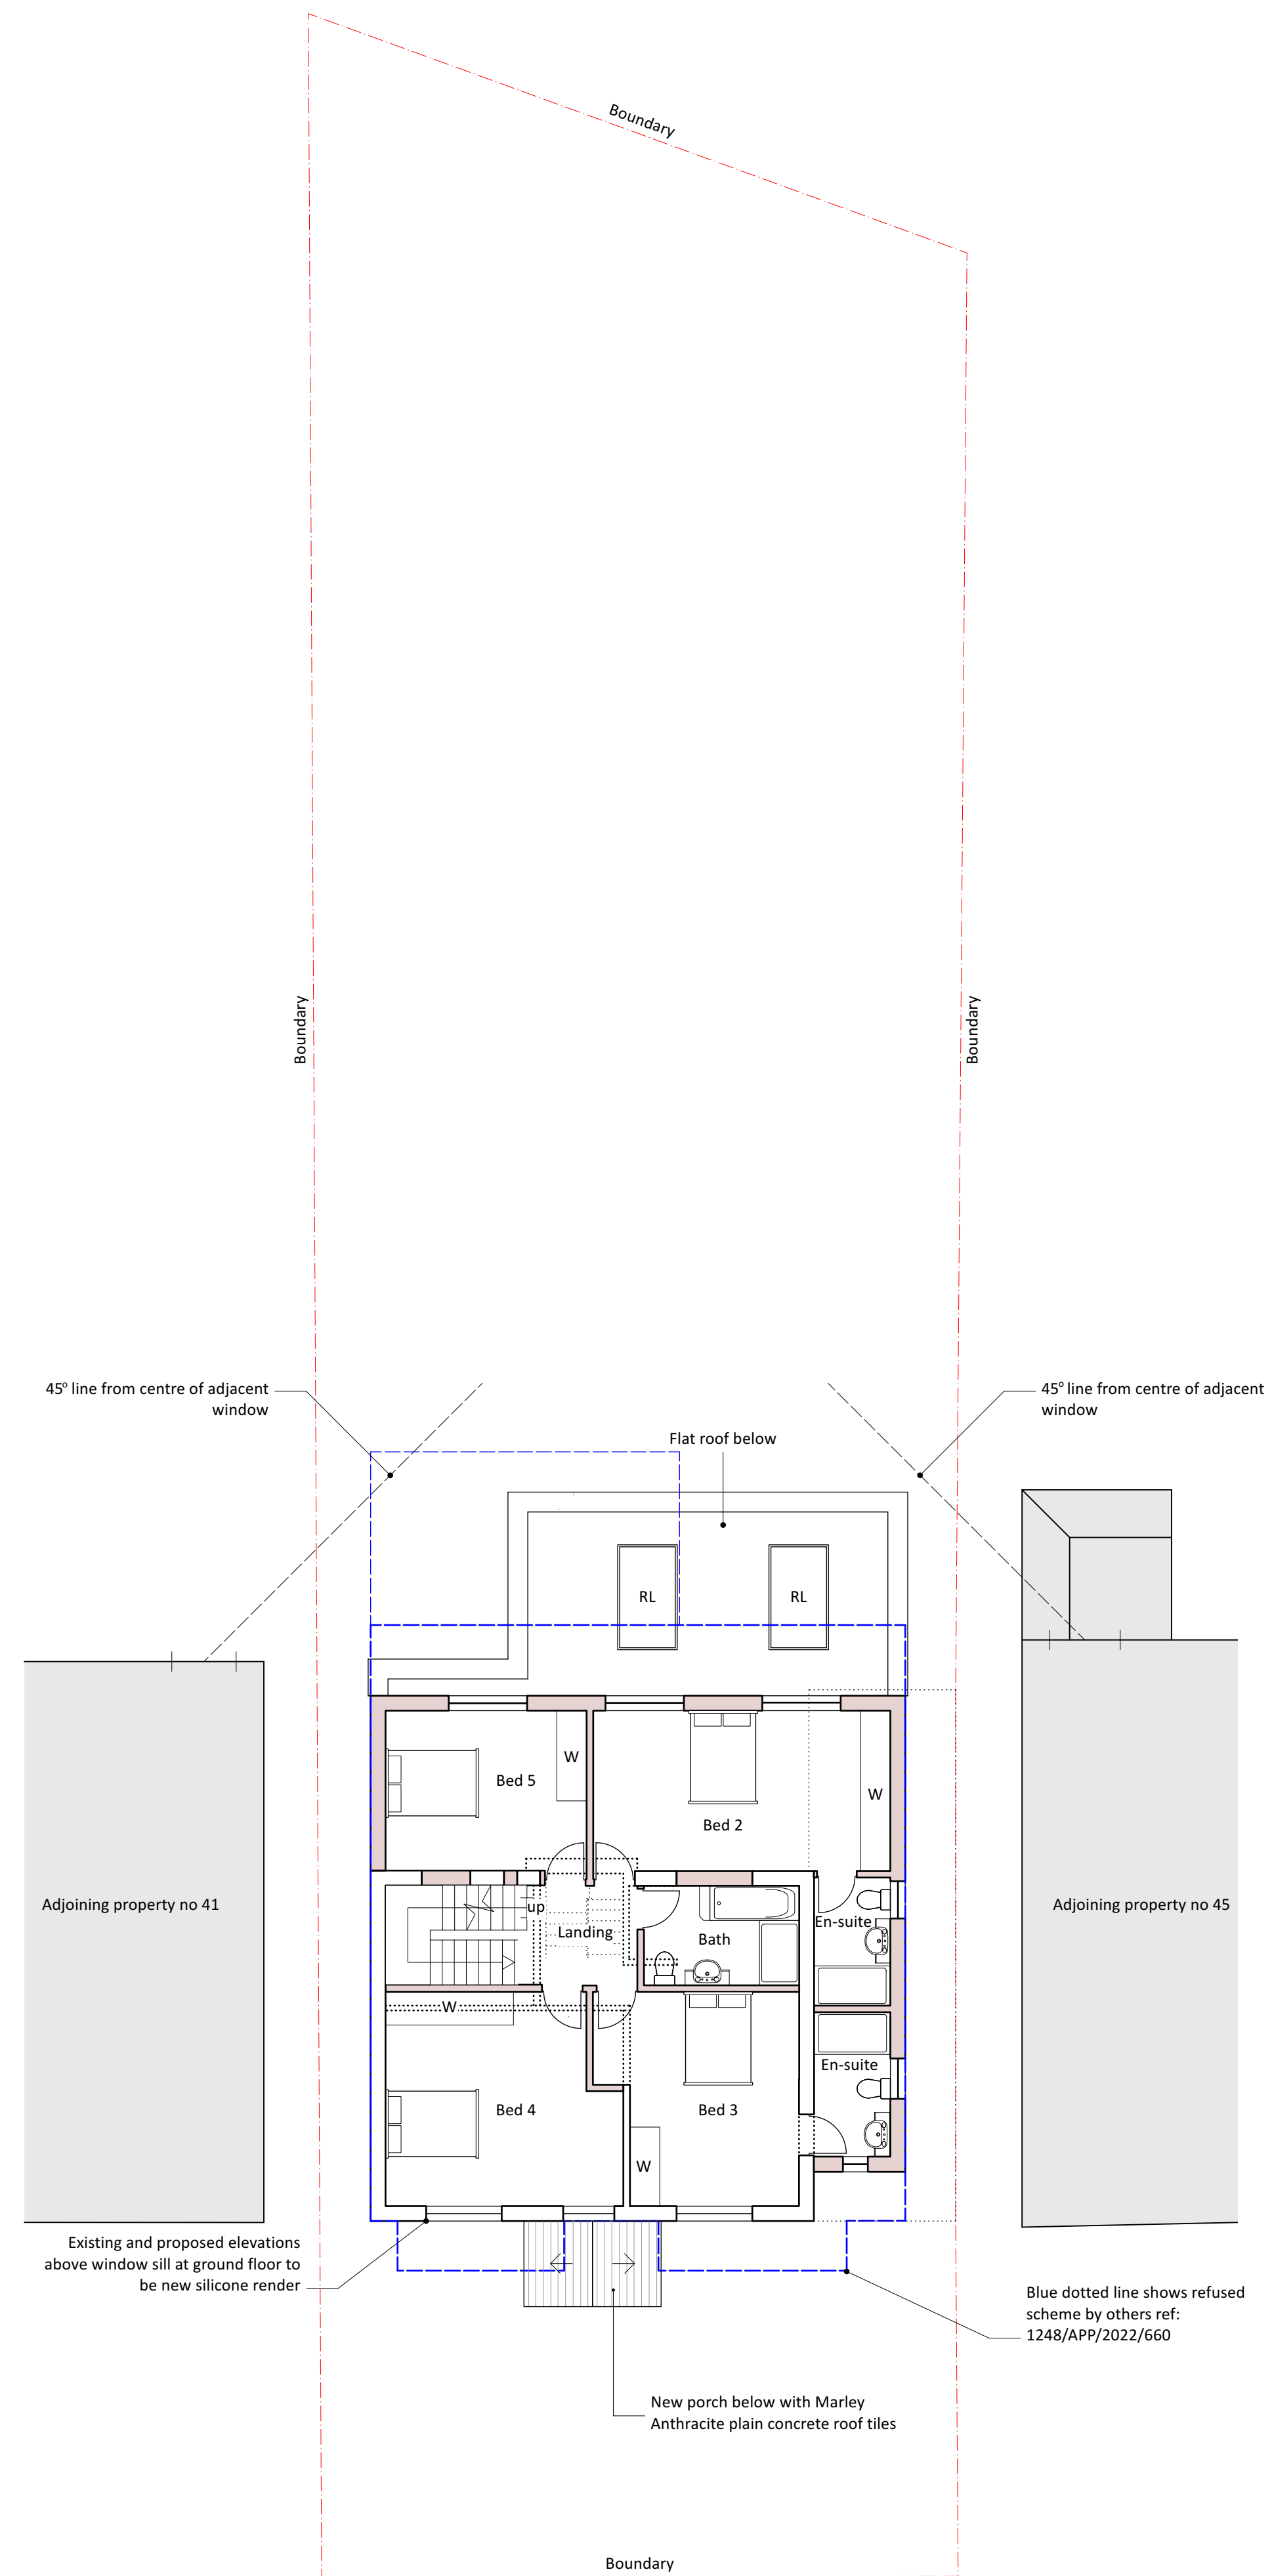 Boundary
Boundary
Boundary
45° line from centre of adjacent
window
45° line from centre of adjacent
window
Flat roof below
RL
RL
W
Bed 5
W
Bed 2
Adjoining property no 41
Adjoining property no 45
up
En-suite
Landing
Bath
W
En-suite
Bed 4
Bed 3
W
Existing and proposed elevations
above window sill at ground floor to
be new silicone render
Blue dotted line shows refused
scheme by others ref:
1248/APP/2022/660
New porch below with Marley
Anthracite plain concrete roof tiles
Boundary